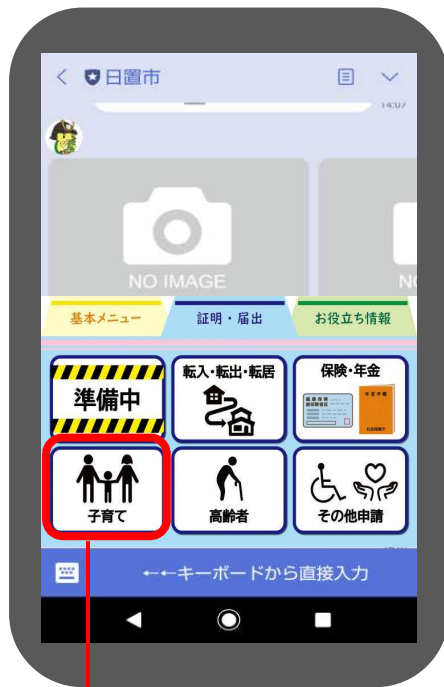 日置市
14:07
NO IMAGE
基本メニュー
証明・届出
お役立ち情報
準備中
転入・転出・転居
保険・年金
子育て
高齢者
その他申請
←←キーボードから直接入力